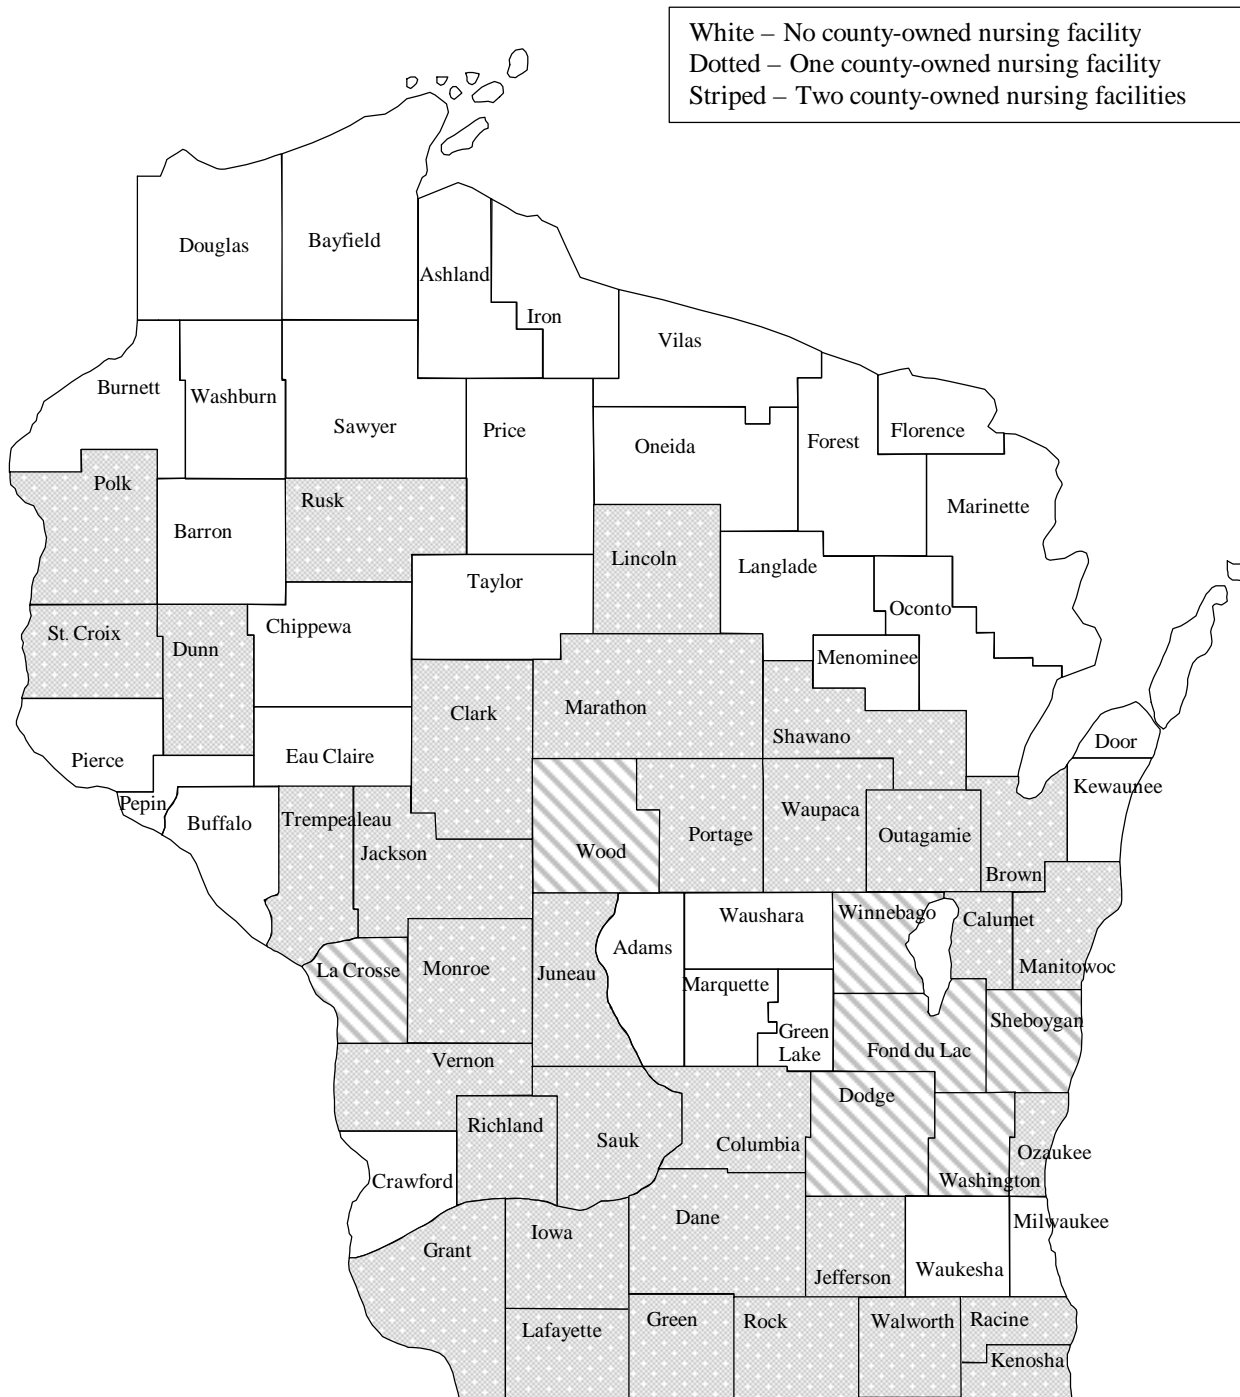 White – No county-owned nursing facility
Dotted – One county-owned nursing facility
Striped – Two county-owned nursing facilities
Douglas
Bayfield
Ashland
Iron
Vilas
Burnett
Washburn
Sawyer
Price
Oneida
Forest
Florence
Polk
Rusk
Barron
Marinette
Lincoln
Langlade
Taylor
Oconto
St. Croix
Dunn
Chippewa
Menominee
Clark
Marathon
Shawano
Door
Pierce
Eau Claire
Kewaunee
Pepin
Buffalo
Trempealeau
Jackson
Wood
Portage
Waupaca
Outagamie
Brown
Waushara
Winnebago
Calumet
La Crosse
Monroe
Juneau
Adams
Marquette
Manitowoc
Green
Lake
Sheboygan
Fond du Lac
Vernon
Dodge
Richland
Sauk
Columbia
Ozaukee
Crawford
Washington
Dane
Milwaukee
Iowa
Grant
Jefferson
Waukesha
Lafayette
Green
Rock
Walworth
Racine
Kenosha